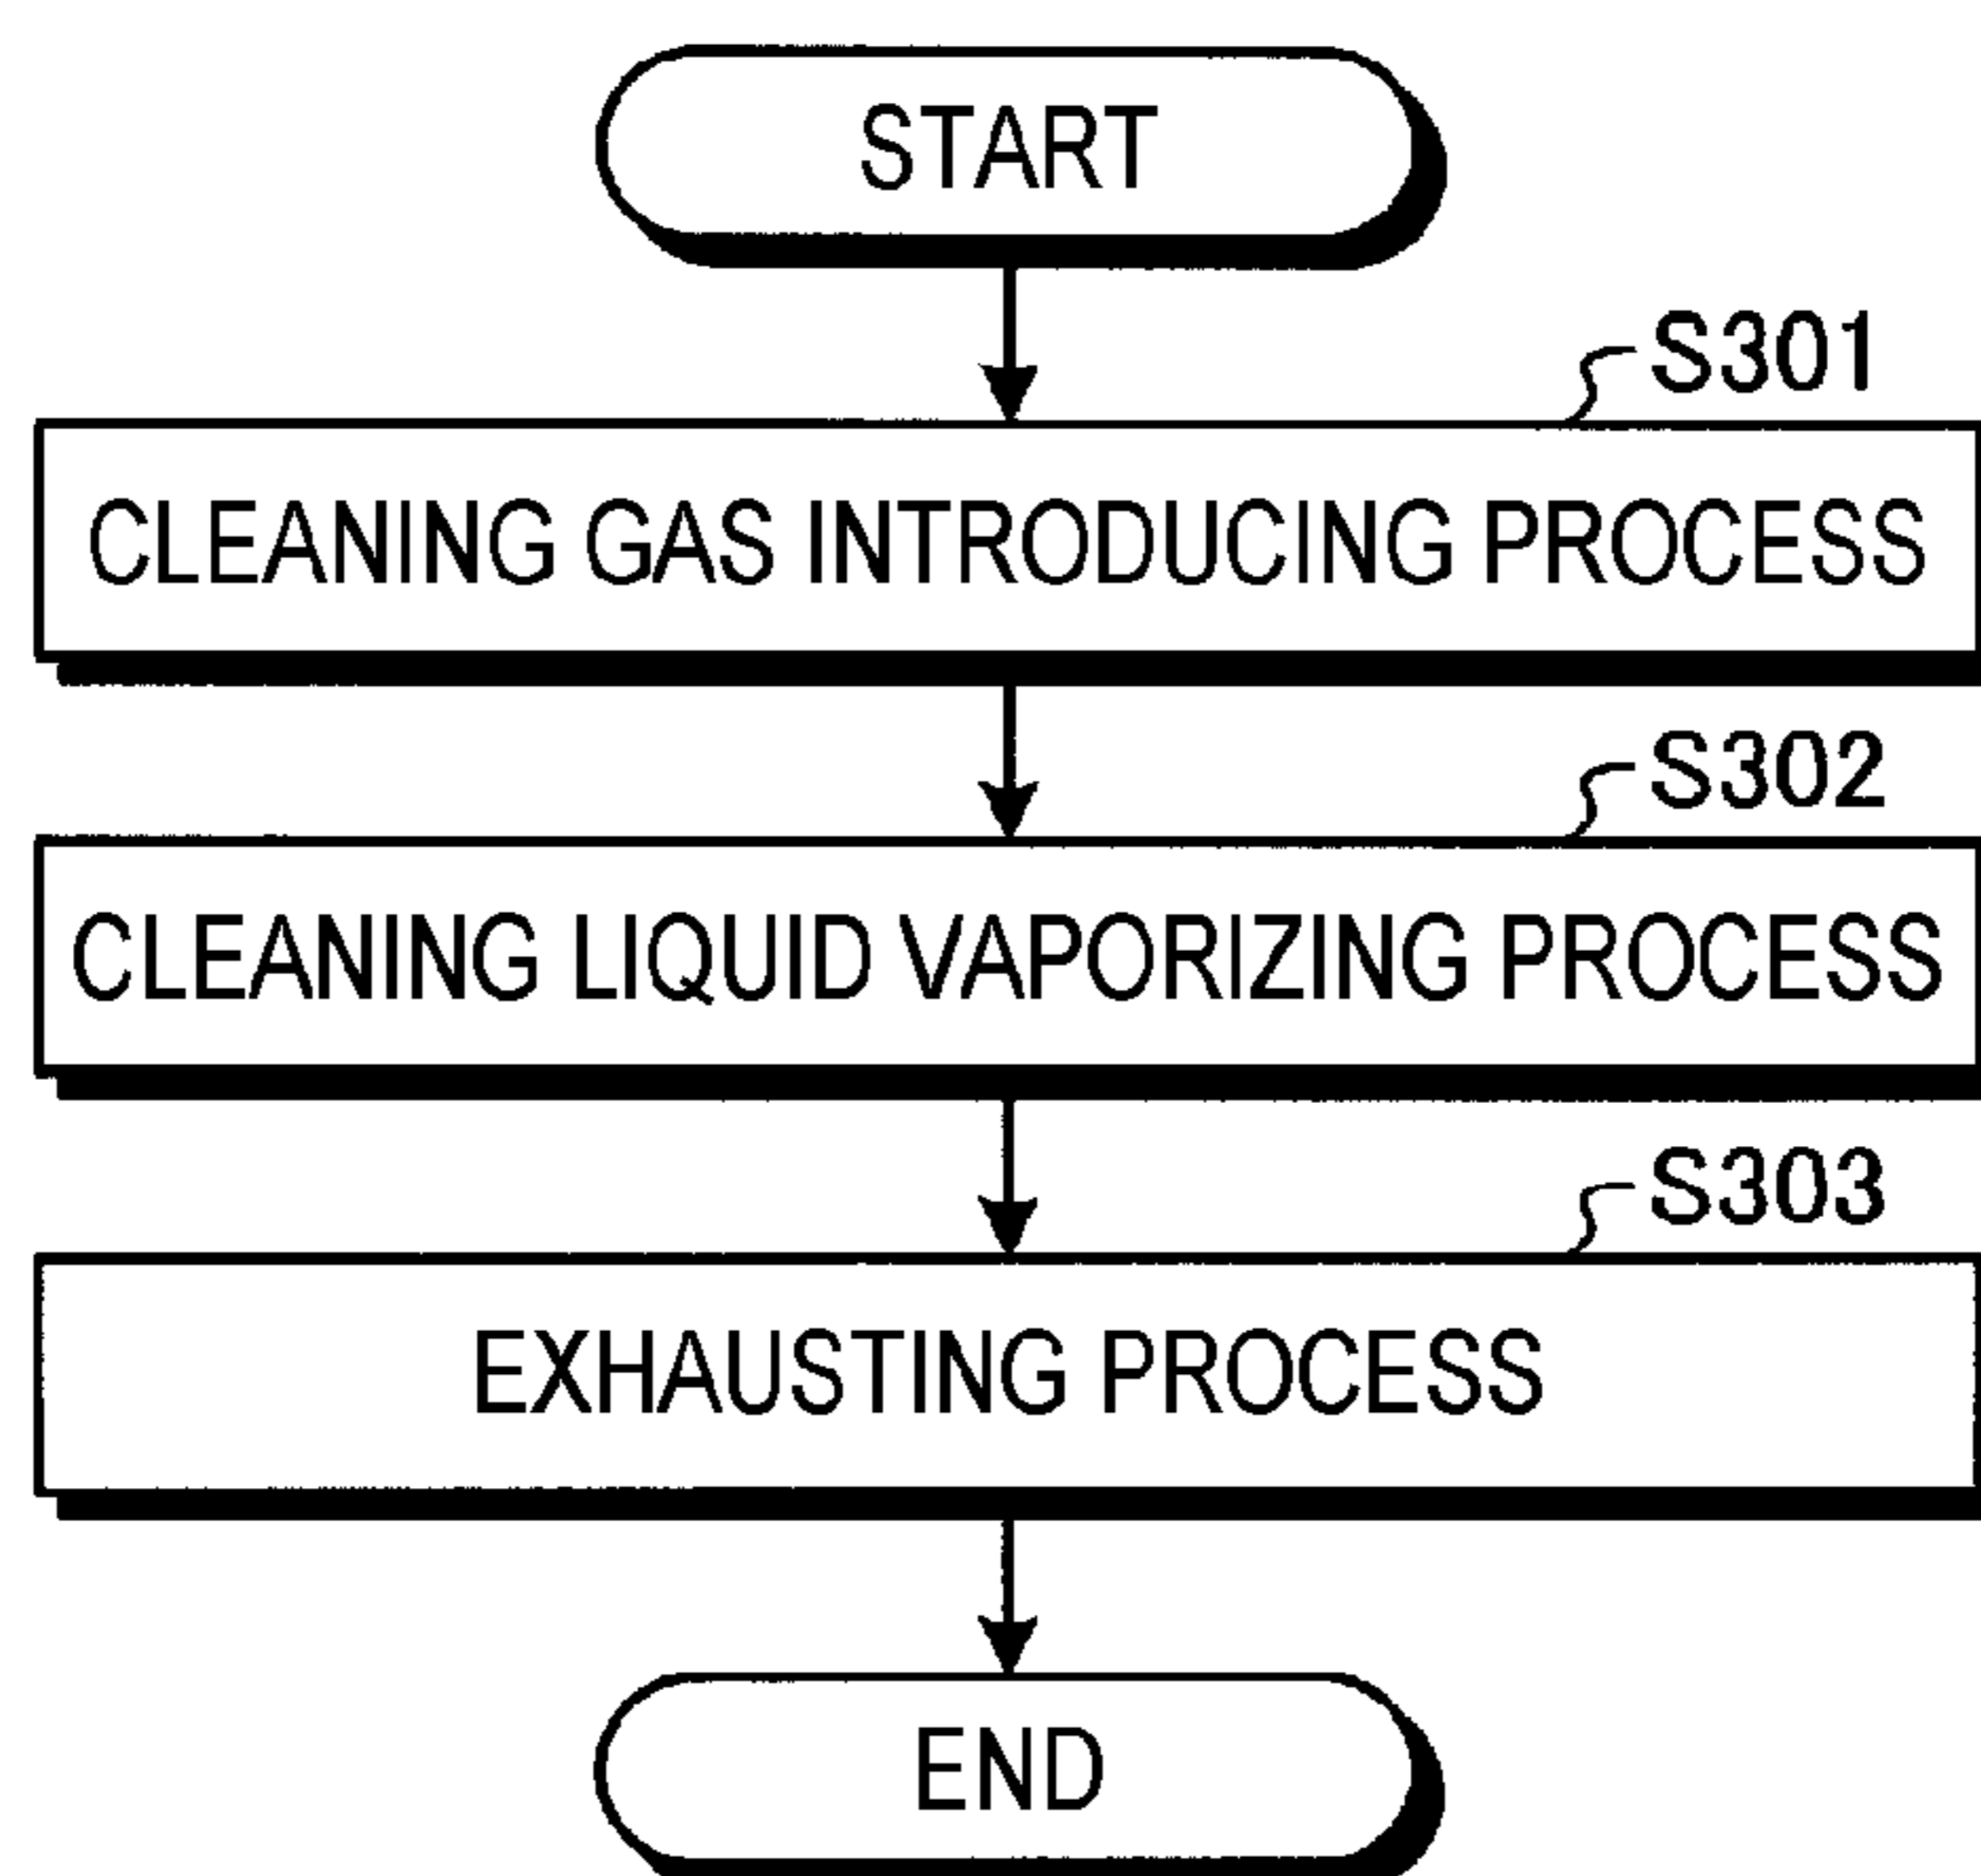 START
S301
CLEANING GAS INTRODUCING PROCESS
S302
CLEANING LIQUID VAPORIZING PROCESS
S303
EXHAUSTING PROCESS
END